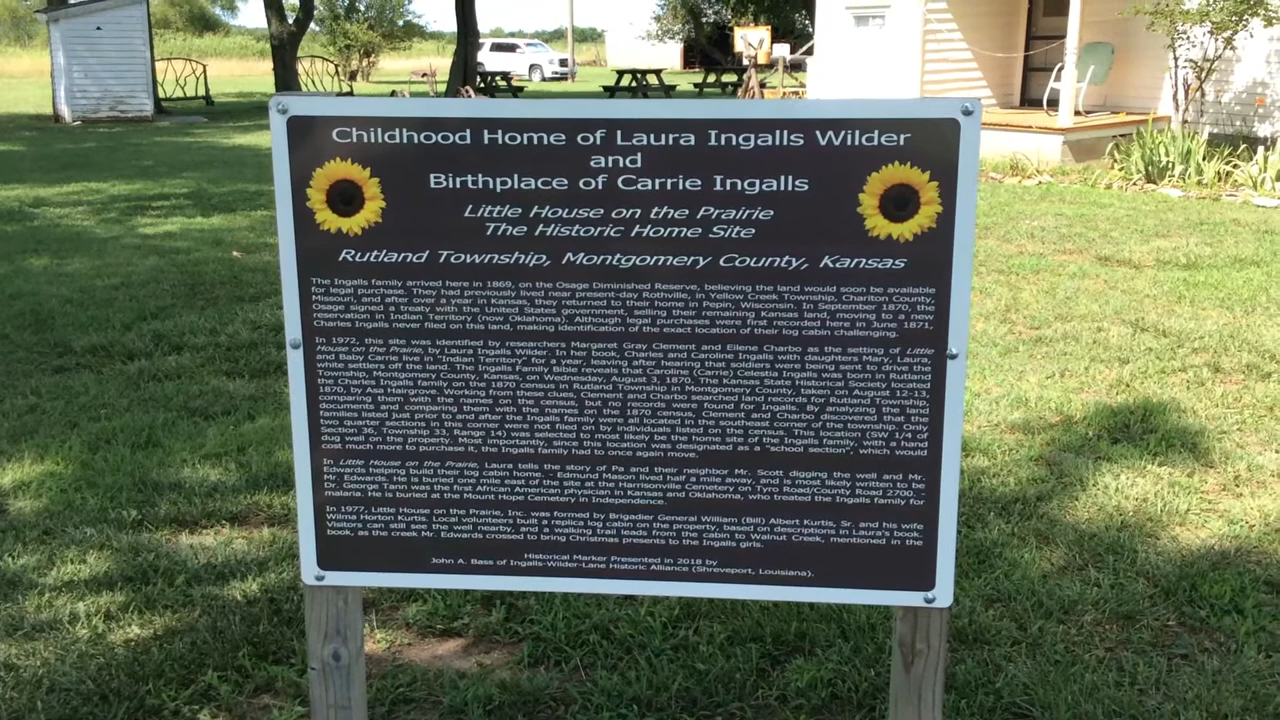 Childhood Home of Laura Ingalls Wilder
and
Birthplace of Carrie Ingalls
Little House on the Prairie
The Historic Home Site
Rutland Township, Montgomery County, Kansas
The Ingalls family arrived here in 1869, on the Osage Diminished Reserve, believing the land would soon be available
for legal purchase. They had previously lived near present-day Rothville, in Yellow Creek Township, Chariton County,
Missouri, and after over a year in Kansas, they returned to their home in Pepin, Wisconsin. In September 1870, the
Osage signed a treaty with the United States government, selling their remaining Kansas land, moving to a new
reservation in Indian Territory (now Oklahoma). Although legal purchases were first recorded here in June 1871,
Charles Ingalls never filed on this land, making identification of the exact location of their log cabin challenging.
In 1972, this site was identified by researchers Margaret Gray Clement and Eilene Charbo as the setting of Little
House on the Prairie, by Laura Ingalls Wilder. In her book, Charles and Caroline Ingalls with daughters Mary, Laura,
and Baby Carrie live in "Indian Territory" for a year, leaving after hearing that soldiers were being sent to drive the
white settlers off the land. The Ingalls Family Bible reveals that Caroline (Carrie) Celestia Ingalls was born in Rutland
Township, Montgomery County, Kansas, on Wednesday, August 3, 1870. The Kansas State Historical Society located
the Charles Ingalls family on the 1870 census in Rutland Township in Montgomery County, taken on August 12-13,
1870, by Asa Hairgrove. Working from these clues, Clement and Charbo searched land records for Rutland Township,
comparing them with the names on the census, but no records were found for Ingalls. By analyzing the land
documents and comparing them with the names on the 1870 census, Clement and Charbo discovered that the
families listed just prior to and after the Ingalls family were all located in the southeast corner of the township. Only
two quarter sections in this corner were not filed on by individuals listed on the census. This location (SW 1/4 of
Section 36, Township 33, Range 14) was selected to most likely be the home site of the Ingalls family, with a hand
dug well on the property. Most importantly, since this location was designated as a "school section", which would
cost much more to purchase it, the Ingalls family had to once again move.
In Little House on the Prairie, Laura tells the story of Pa and their neighbor Mr. Scott digging the well and Mr.
Edwards helping build their log cabin home. - Edmund Mason lived half a mile away, and is most likely written to be
Mr. Edwards. He is buried one mile east of the site at the Harrisonville Cemetery on Tyro Road/County Road 2700. -
Dr. George Tann was the first African American physician in Kansas and Oklahoma, who treated the Ingalls family for
malaria. He is buried at the Mount Hope Cemetery in Independence.
In 1977, Little House on the Prairie, Inc. was formed by Brigadier General William (Bill) Albert Kurtis, Sr. and his wife
Wilma Horton Kurtis. Local volunteers built a replica log cabin on the property, based on descriptions in Laura's book.
Visitors can still see the well nearby, and a walking trail leads from the cabin to Walnut Creek, mentioned in the
book, as the creek Mr. Edwards crossed to bring Christmas presents to the Ingalls girls.
Historical Marker Presented in 2018 by
John A. Bass of Ingalls-Wilder-Lane Historic Alliance (Shreveport, Louisiana).